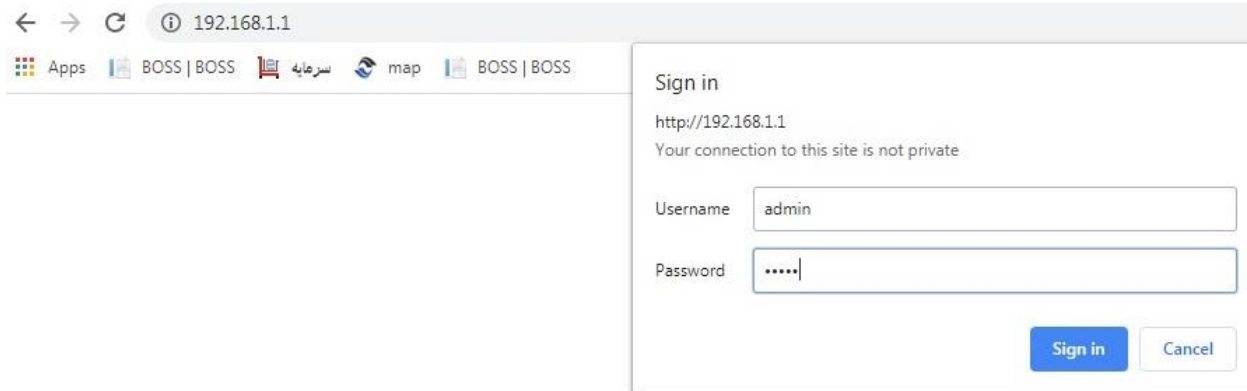 192.168.1.1
Apps BOSS | BOSS سرمایه map BOSS | BOSS
Sign in
http://192.168.1.1
Your connection to this site is not private
Username admin
Password •••••
Sign in Cancel